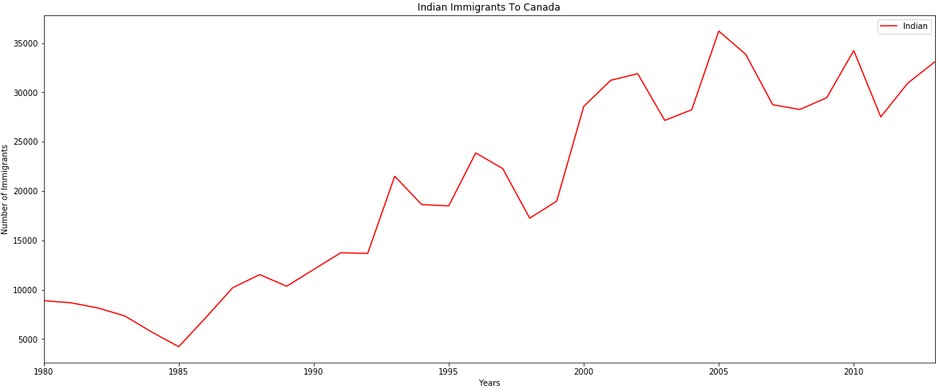 Indian Immigrants To Canada
Indian
35000
30000
25000
20000
15000
10000
5000
Number of Immigrants
1980 1985 1990 1995 2000 2005 2010
Years